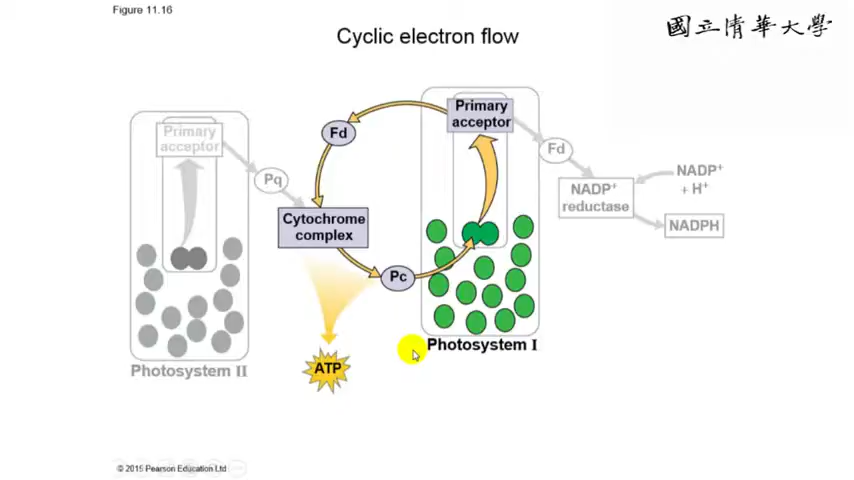 Figure 11.16
國立清華大學
Cyclic electron flow
Primary
acceptor
Pq
Fd
Cytochrome
complex
Pc
Primary
acceptor
Fd
NADP⁺
reductase
NADP⁺
+ H⁺
NADPH
Photosystem II
ATP
Photosystem I
© 2015 Pearson Education Ltd